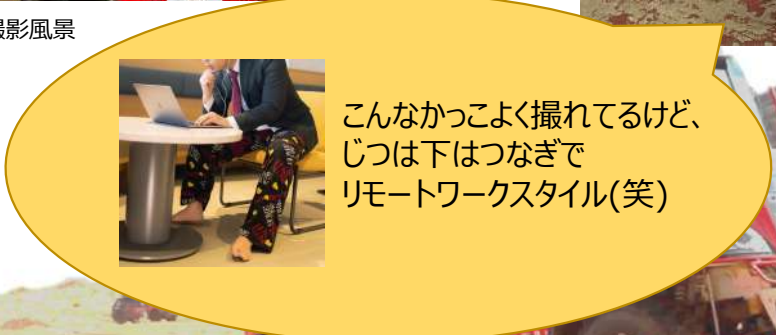 撮影風景
こんなかっこよく撮れてるけど、
じつは下はつなぎで
リモートワークスタイル(笑)